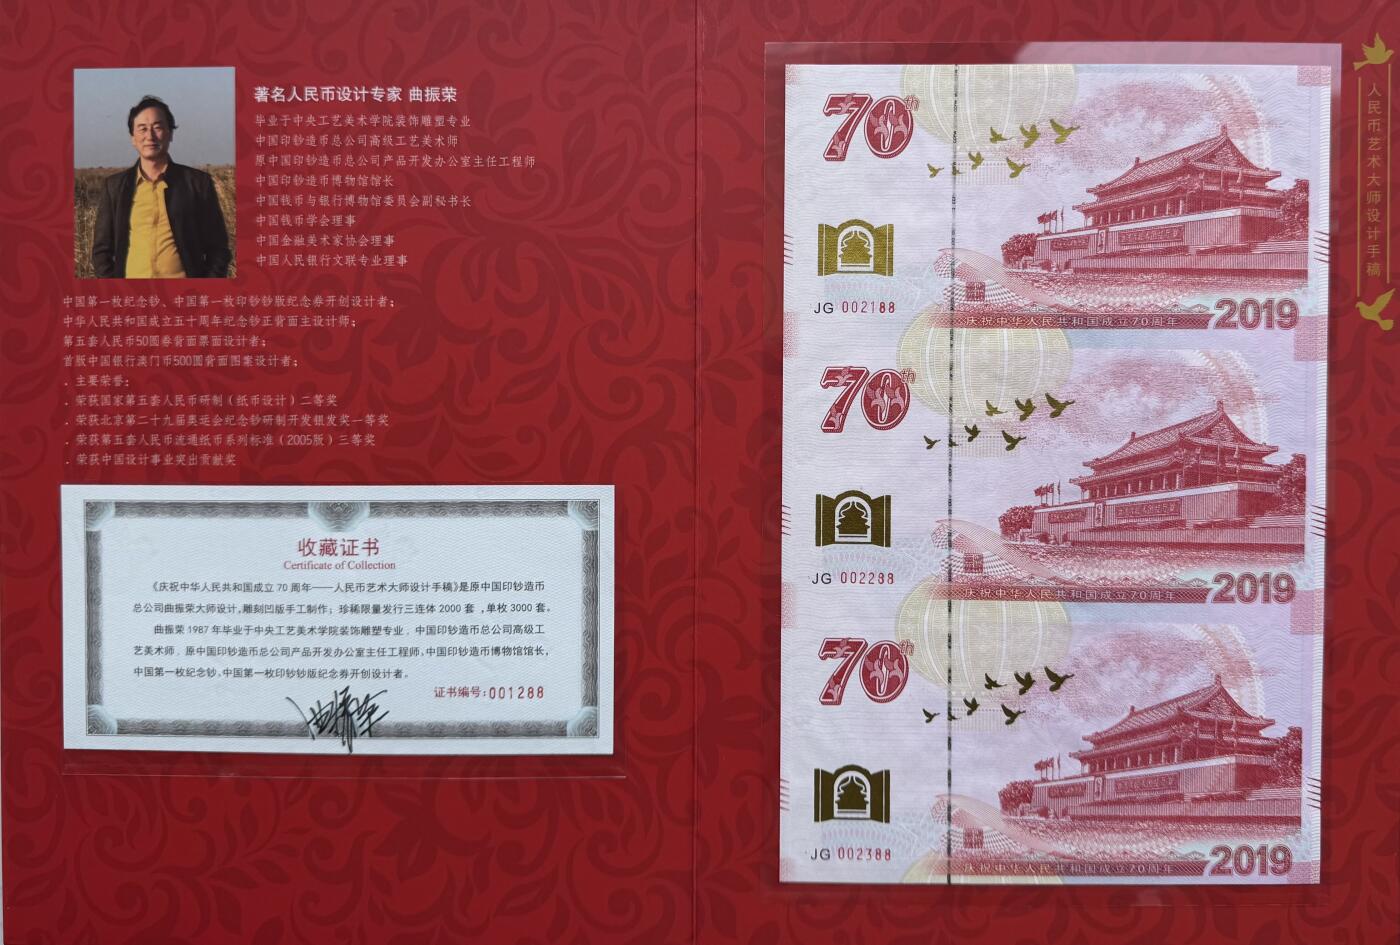 著名人民币设计专家 曲振荣
毕业于中央工艺美术学院装饰雕塑专业
中国印钞造币总公司高级工艺美术师
原中国印钞造币总公司产品开发办公室主任工程师
中国印钞造币博物馆馆长
中国钱币与银行博物馆委员会副秘书长
中国钱币学会理事
中国金融美术家协会理事
中国人民银行文联专业理事
中国第一枚纪念钞、中国第一枚印钞钞版纪念券开创设计者；
中华人民共和国成立五十周年纪念钞正背面主设计师；
第五套人民币50圆券背面票面设计者；
首版中国银行澳门币500圆背面图案设计者；
．主要荣誉：
．荣获国家第五套人民币研制（纸币设计）二等奖
．荣获北京第二十九届奥运会纪念钞研制开发银发奖一等奖
．荣获第五套人民币流通纸币系列标准（2005版）三等奖
．荣获中国设计事业突出贡献奖
收藏证书
Certificate of Collection
《庆祝中华人民共和国成立 70 周年——人民币艺术大师设计手稿》是原中国印钞造币
总公司曲振荣大师设计，雕刻凹版手工制作；珍稀限量发行三连体 2000 套 ，单枚 3000 套。
曲振荣 1987 年毕业于中央工艺美术学院装饰雕塑专业﹐中国印钞造币总公司高级工
艺美术师﹐原中国印钞造币总公司产品开发办公室主任工程师，中国印钞造币博物馆馆长，
中国第一枚纪念钞，中国第一枚印钞钞版纪念券开创设计者。
证书编号：001288
曲振荣
70th
JG 002188
庆祝中华人民共和国成立70周年
2019
70th
JG 002288
庆祝中华人民共和国成立70周年
2019
70th
JG 002388
庆祝中华人民共和国成立70周年
2019
人民币艺术大师设计手稿